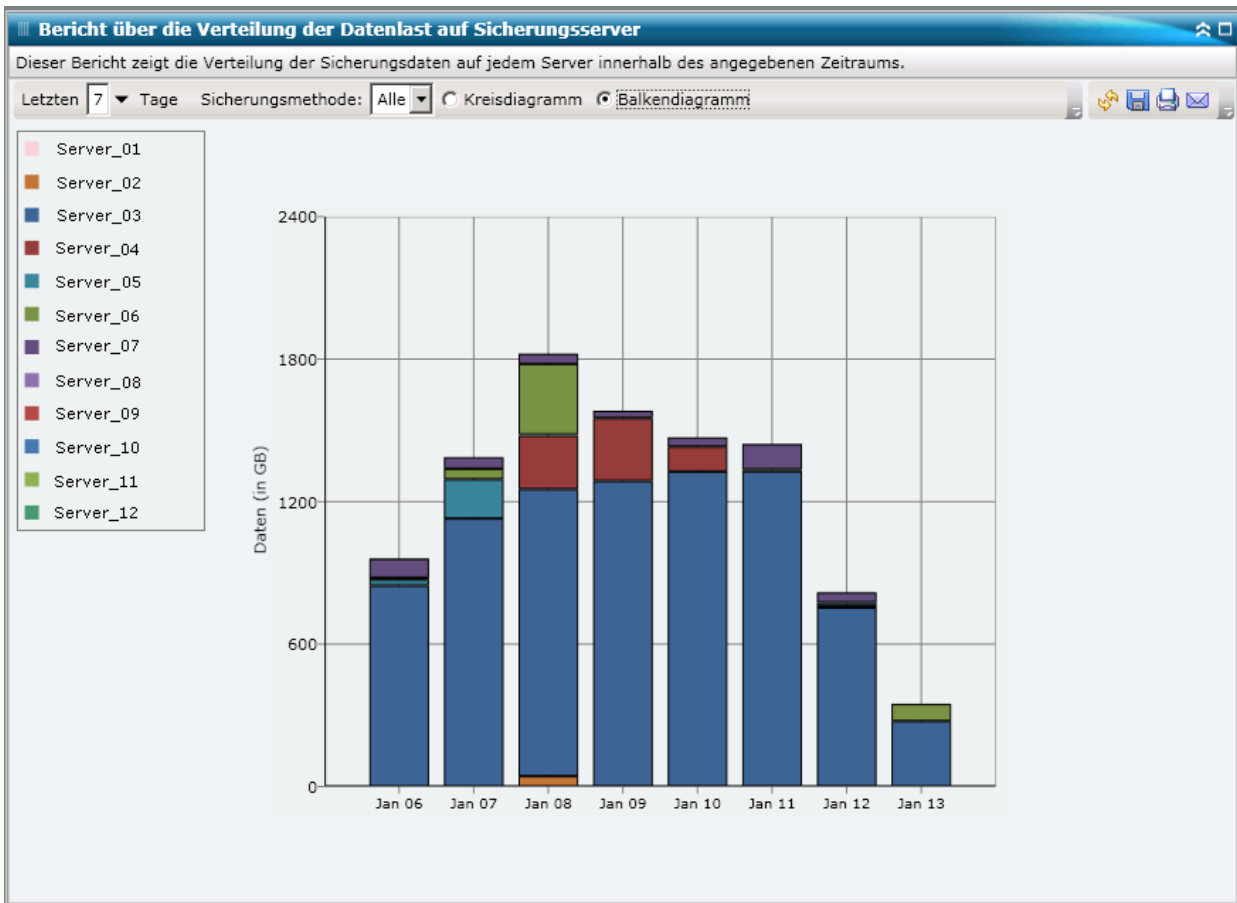 Bericht über die Verteilung der Datenlast auf Sicherungsserver
Dieser Bericht zeigt die Verteilung der Sicherungsdaten auf jedem Server innerhalb des angegebenen Zeitraums.
Letzten 7 Tage Sicherungsmethode: Alle Kreisdiagramm Balkendiagramm
Server_01
Server_02
Server_03
Server_04
Server_05
Server_06
Server_07
Server_08
Server_09
Server_10
Server_11
Server_12
Daten (in GB)
2400
1800
1200
600
0
Jan 06 Jan 07 Jan 08 Jan 09 Jan 10 Jan 11 Jan 12 Jan 13